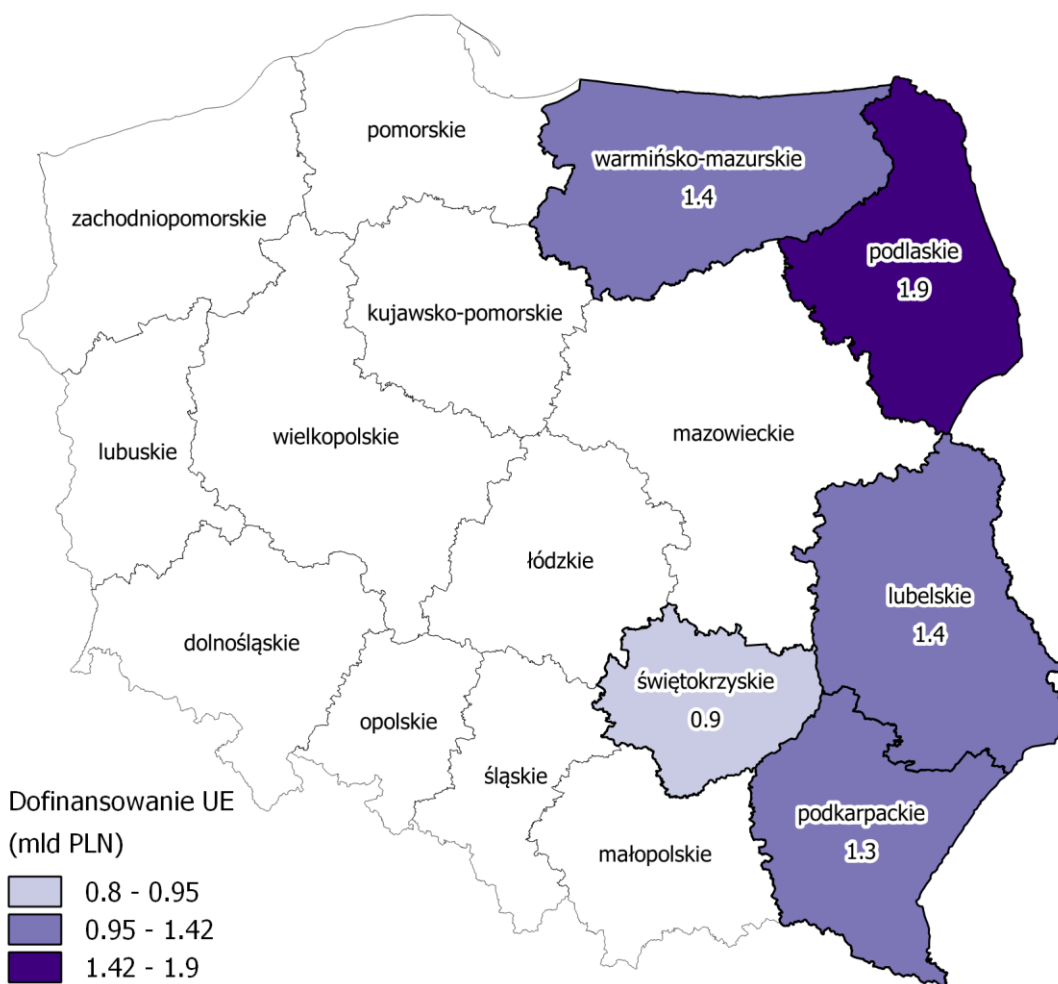 pomorskie
warmińsko-mazurskie
1.4
zachodniopomorskie
podlaskie
1.9
kujawsko-pomorskie
mazowieckie
wielkopolskie
lubuskie
łódzkie
lubelskie
1.4
dolnośląskie
świętokrzyskie
0.9
opolskie
śląskie
podkarpackie
1.3
małopolskie
Dofinansowanie UE
(mld PLN)
0.8 - 0.95
0.95 - 1.42
1.42 - 1.9